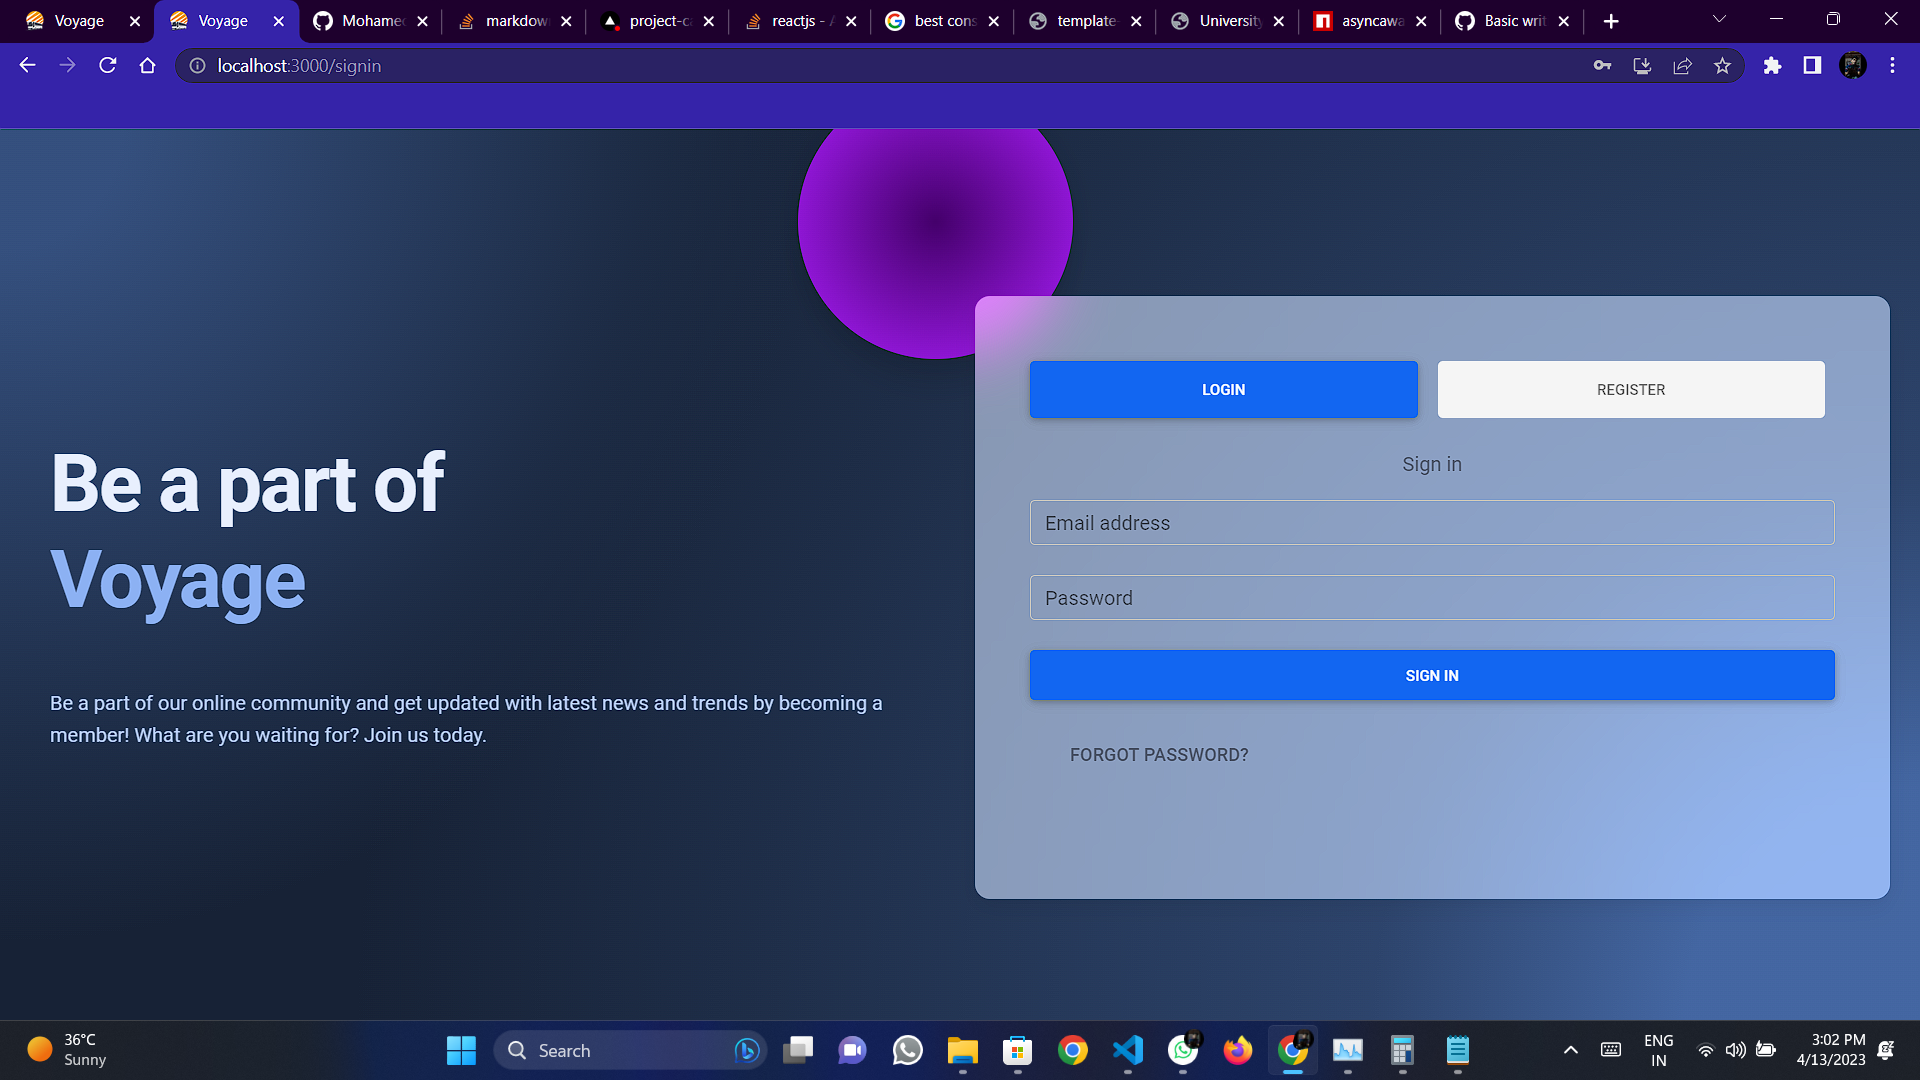 Voyage
Voyage
Mohamed
markdown
project-ca
reactjs - A
best cons
template-
University
asyncawa
Basic writ
localhost:3000/signin
LOGIN
REGISTER
Sign in
Email address
Password
SIGN IN
FORGOT PASSWORD?
Be a part of
Voyage
Be a part of our online community and get updated with latest news and trends by becoming a
member! What are you waiting for? Join us today.
36°C
Sunny
Search
ENG
IN
3:02 PM
4/13/2023